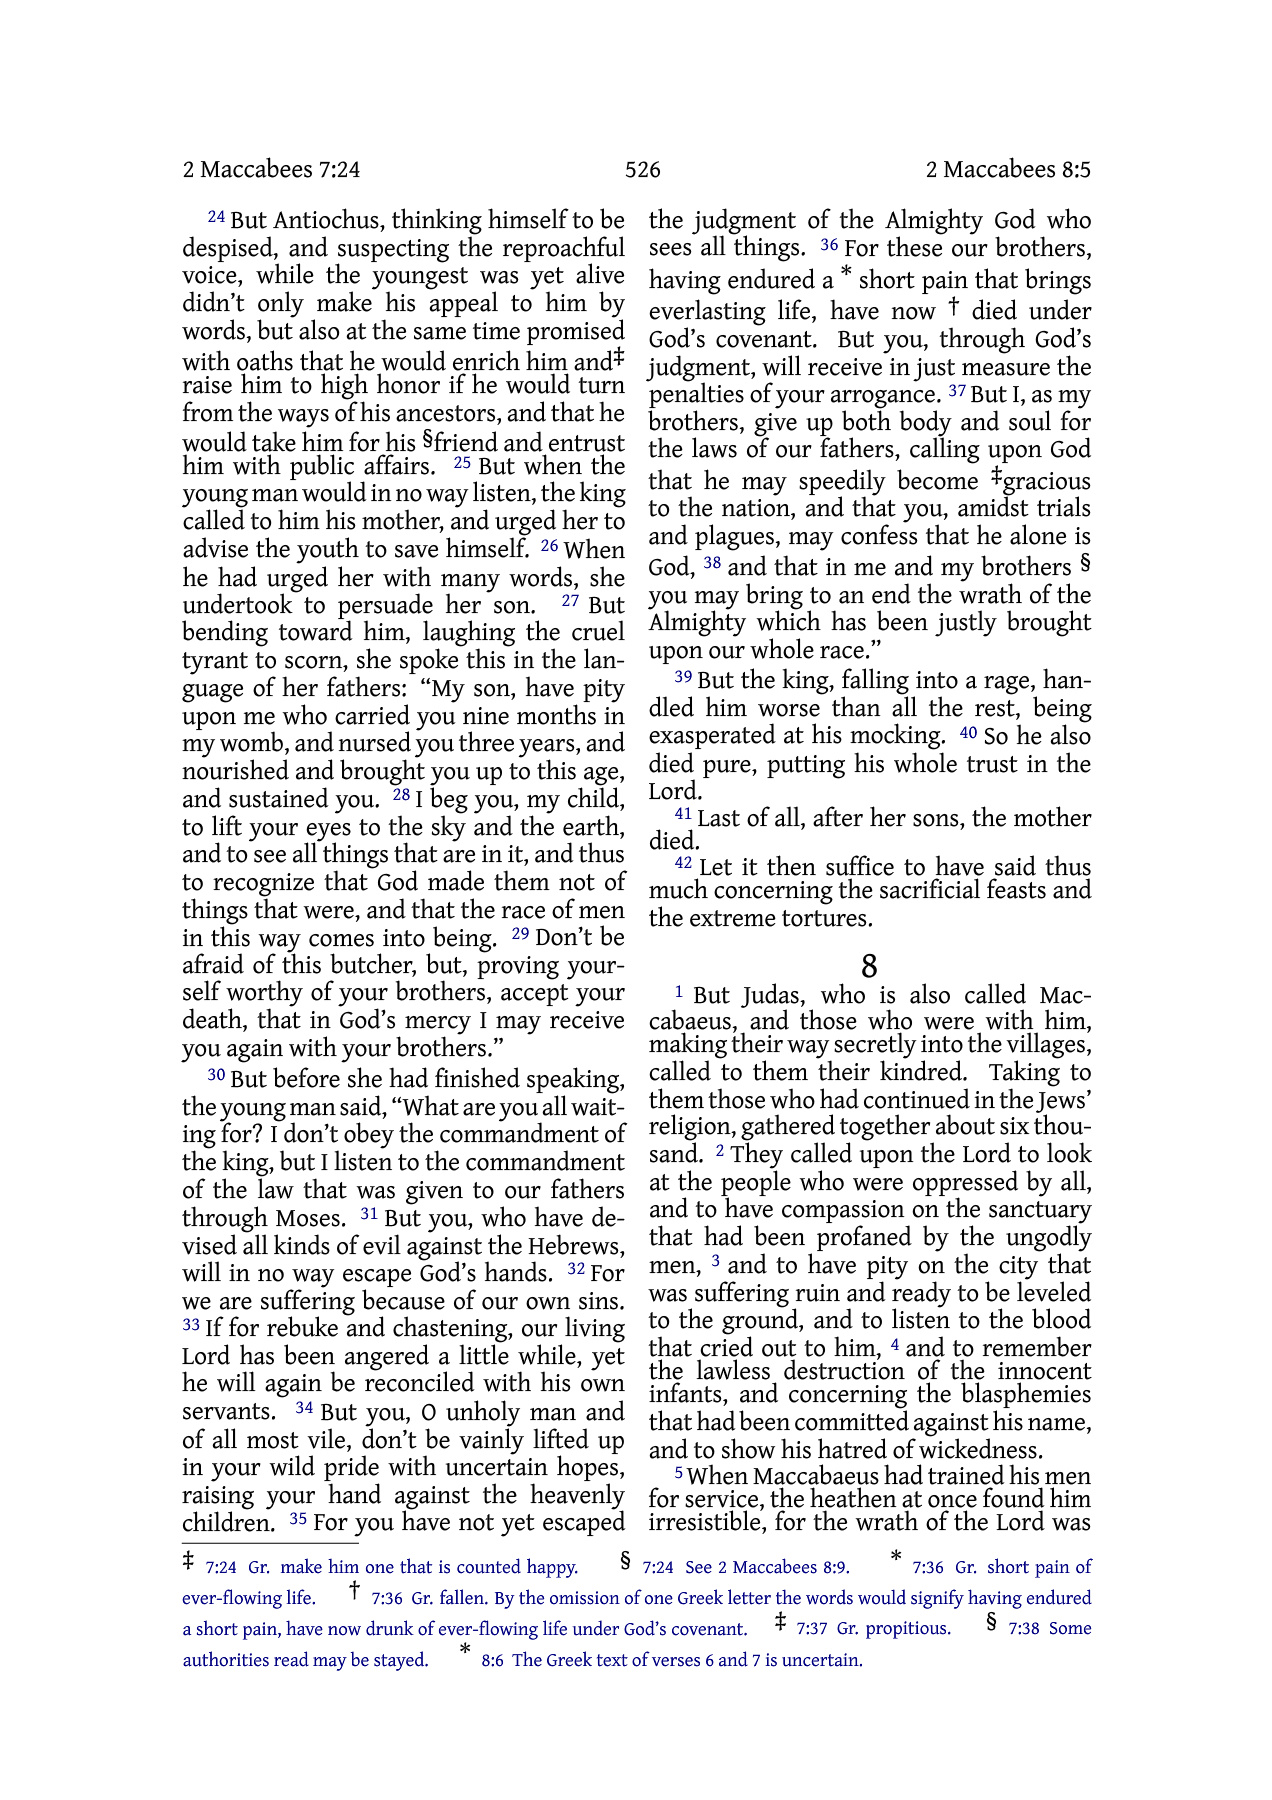 2 Maccabees 7:24 526 2 Maccabees 8:5
24 But Antiochus, thinking himself to be
despised, and suspecting the reproachful
voice, while the youngest was yet alive
didn’t only make his appeal to him by
words, but also at the same time promised
with oaths that he would enrich him and‡
raise him to high honor if he would turn
from the ways of his ancestors, and that he
would take him for his §friend and entrust
him with public affairs. 25 But when the
young man would in no way listen, the king
called to him his mother, and urged her to
advise the youth to save himself. 26 When
he had urged her with many words, she
undertook to persuade her son. 27 But
bending toward him, laughing the cruel
tyrant to scorn, she spoke this in the lan-
guage of her fathers: “My son, have pity
upon me who carried you nine months in
my womb, and nursed you three years, and
nourished and brought you up to this age,
and sustained you. 28 I beg you, my child,
to lift your eyes to the sky and the earth,
and to see all things that are in it, and thus
to recognize that God made them not of
things that were, and that the race of men
in this way comes into being. 29 Don’t be
afraid of this butcher, but, proving your-
self worthy of your brothers, accept your
death, that in God’s mercy I may receive
you again with your brothers.”
30 But before she had finished speaking,
the young man said, “What are you all wait-
ing for? I don’t obey the commandment of
the king, but I listen to the commandment
of the law that was given to our fathers
through Moses. 31 But you, who have de-
vised all kinds of evil against the Hebrews,
will in no way escape God’s hands. 32 For
we are suffering because of our own sins.
33 If for rebuke and chastening, our living
Lord has been angered a little while, yet
he will again be reconciled with his own
servants. 34 But you, O unholy man and
of all most vile, don’t be vainly lifted up
in your wild pride with uncertain hopes,
raising your hand against the heavenly
children. 35 For you have not yet escaped
the judgment of the Almighty God who
sees all things. 36 For these our brothers,
having endured a * short pain that brings
everlasting life, have now † died under
God’s covenant. But you, through God’s
judgment, will receive in just measure the
penalties of your arrogance. 37 But I, as my
brothers, give up both body and soul for
the laws of our fathers, calling upon God
that he may speedily become ‡gracious
to the nation, and that you, amidst trials
and plagues, may confess that he alone is
God, 38 and that in me and my brothers §
you may bring to an end the wrath of the
Almighty which has been justly brought
upon our whole race.”
39 But the king, falling into a rage, han-
dled him worse than all the rest, being
exasperated at his mocking. 40 So he also
died pure, putting his whole trust in the
Lord.
41 Last of all, after her sons, the mother
died.
42 Let it then suffice to have said thus
much concerning the sacrificial feasts and
the extreme tortures.
8
1 But Judas, who is also called Mac-
cabaeus, and those who were with him,
making their way secretly into the villages,
called to them their kindred. Taking to
them those who had continued in the Jews’
religion, gathered together about six thou-
sand. 2 They called upon the Lord to look
at the people who were oppressed by all,
and to have compassion on the sanctuary
that had been profaned by the ungodly
men, 3 and to have pity on the city that
was suffering ruin and ready to be leveled
to the ground, and to listen to the blood
that cried out to him, 4 and to remember
the lawless destruction of the innocent
infants, and concerning the blasphemies
that had been committed against his name,
and to show his hatred of wickedness.
5 When Maccabaeus had trained his men
for service, the heathen at once found him
irresistible, for the wrath of the Lord was
‡ 7:24 Gr. make him one that is counted happy. § 7:24 See 2 Maccabees 8:9. * 7:36 Gr. short pain of
ever-flowing life. † 7:36 Gr. fallen. By the omission of one Greek letter the words would signify having endured
a short pain, have now drunk of ever-flowing life under God’s covenant. ‡ 7:37 Gr. propitious. § 7:38 Some
authorities read may be stayed. * 8:6 The Greek text of verses 6 and 7 is uncertain.